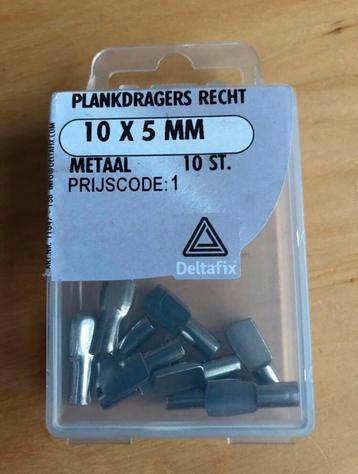 PLANKDRAGERS RECHT
10 X 5 MM
METAAL 10 ST.
PRIJSCODE: 1
Deltafix